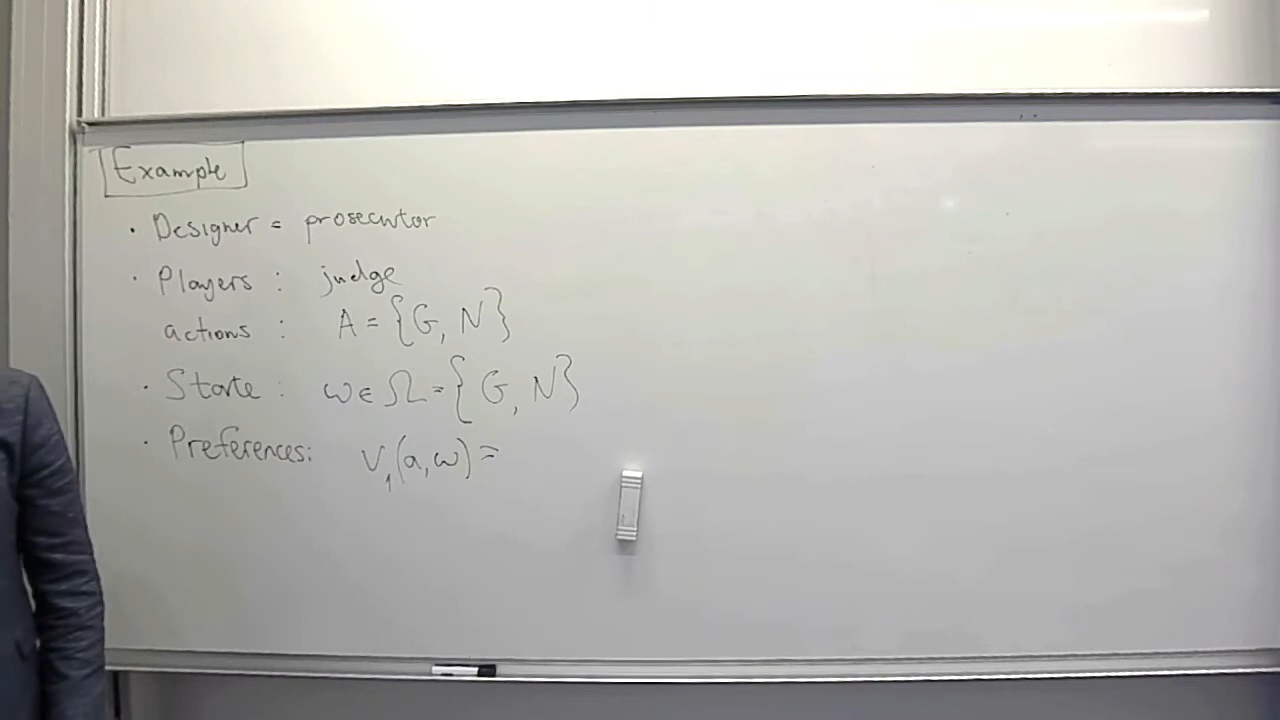 Example
· Designer = prosecutor
· Players : judge
actions : A = {G, N}
· State : ω ∈ Ω = {G, N}
· Preferences: V₁(a,ω) =